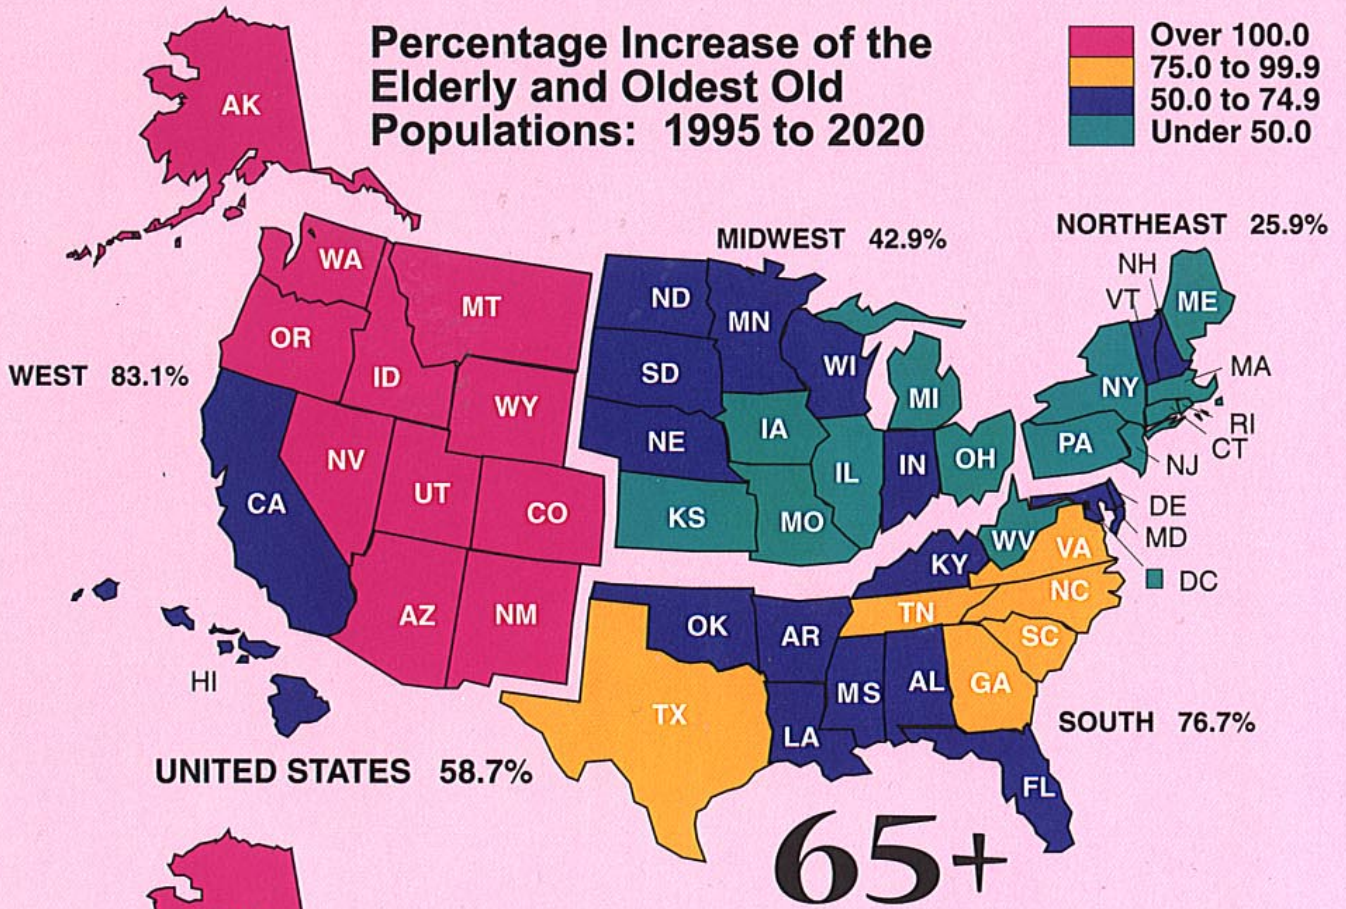 Percentage Increase of the
Elderly and Oldest Old
Populations: 1995 to 2020
Over 100.0
75.0 to 99.9
50.0 to 74.9
Under 50.0
AK
MIDWEST 42.9%
NORTHEAST 25.9%
WEST 83.1%
SOUTH 76.7%
UNITED STATES 58.7%
WA
MT
OR
ID
WY
NV
UT
CO
CA
AZ
NM
HI
ND
MN
SD
WI
NE
IA
MI
KS
MO
IL
IN
OH
NH
VT
ME
NY
MA
RI
CT
PA
NJ
DE
MD
DC
WV
VA
KY
NC
TN
SC
OK
AR
MS
AL
GA
TX
LA
FL
65+